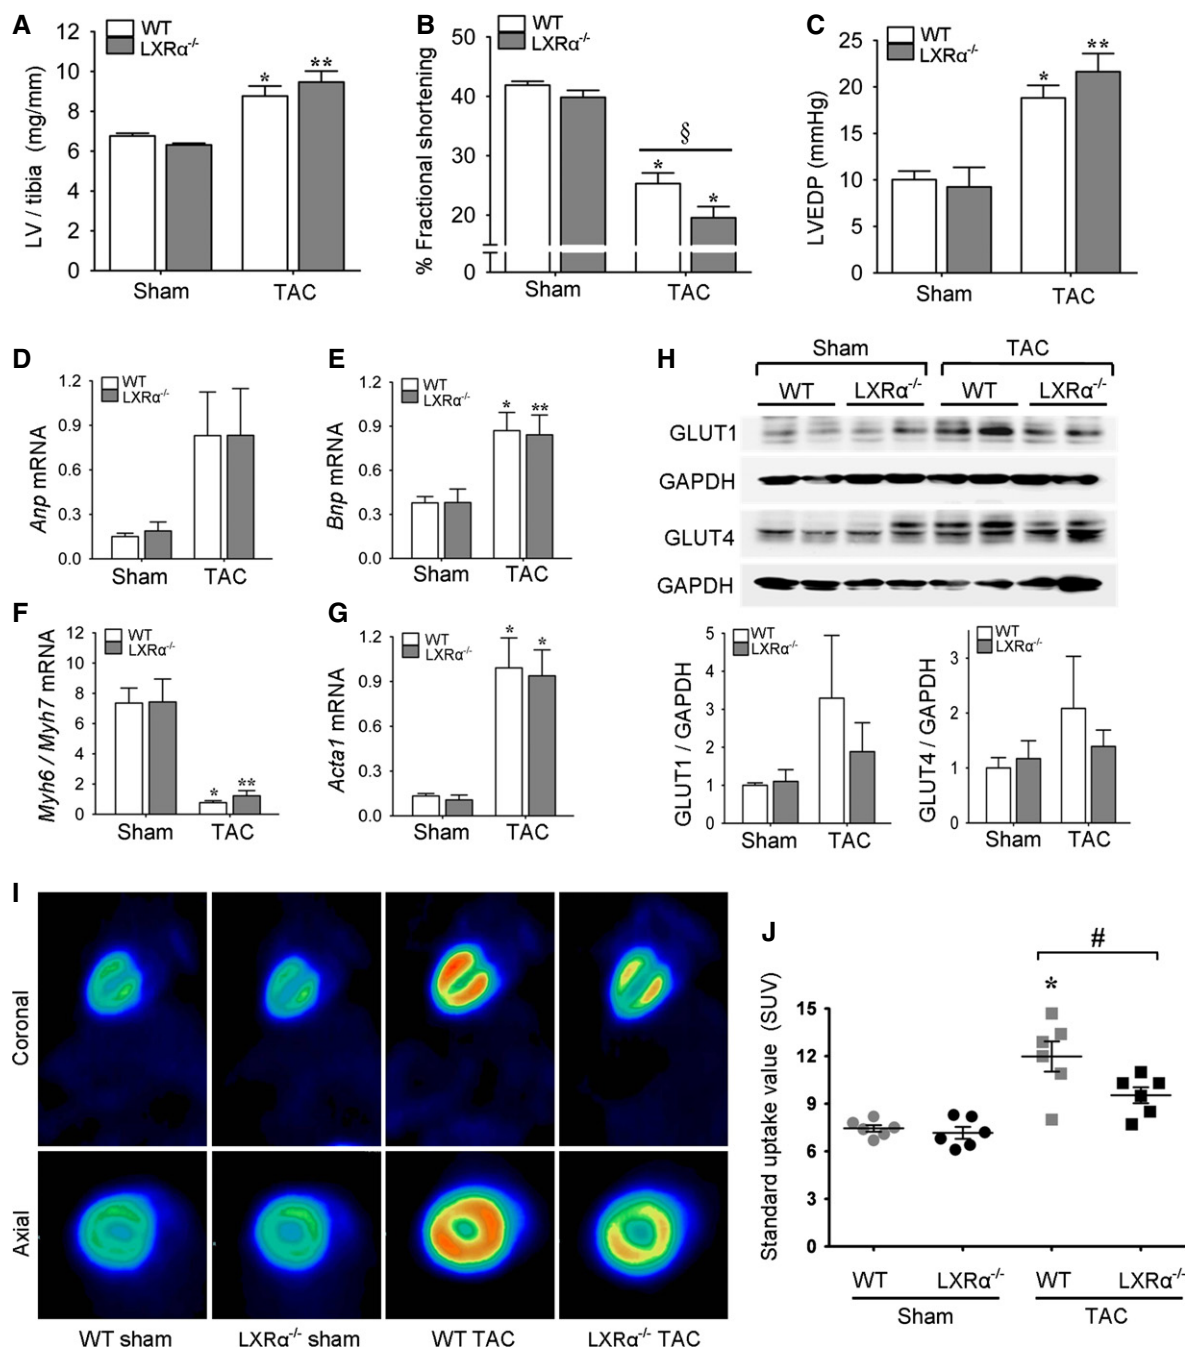 A
WT
LXRα-/-
LV / tibia (mg/mm)
12
10
8
6
4
2
0
*
**
Sham
TAC
B
WT
LXRα-/-
% Fractional shortening
50
40
30
20
0
§
*
*
Sham
TAC
C
WT
LXRα-/-
LVEDP (mmHg)
25
20
15
10
5
0
*
**
Sham
TAC
D
WT
LXRα-/-
Anp mRNA
1.2
0.9
0.6
0.3
0.0
Sham
TAC
E
WT
LXRα-/-
Bnp mRNA
1.2
0.9
0.6
0.3
0.0
*
**
Sham
TAC
F
WT
LXRα-/-
Myh6 / Myh7 mRNA
12
10
8
6
4
2
0
*
**
Sham
TAC
G
WT
LXRα-/-
Acta1 mRNA
1.2
0.9
0.6
0.3
0.0
*
*
Sham
TAC
H
Sham
TAC
WT
LXRα-/-
WT
LXRα-/-
GLUT1
GAPDH
GLUT4
GAPDH
WT
LXRα-/-
GLUT1 / GAPDH
5
4
3
2
1
0
Sham
TAC
WT
LXRα-/-
GLUT4 / GAPDH
3
2
1
0
Sham
TAC
I
Coronal
Axial
WT sham
LXRα-/- sham
WT TAC
LXRα-/- TAC
J
#
*
Standard uptake value (SUV)
15
12
9
6
3
0
WT
LXRα-/-
WT
LXRα-/-
Sham
TAC